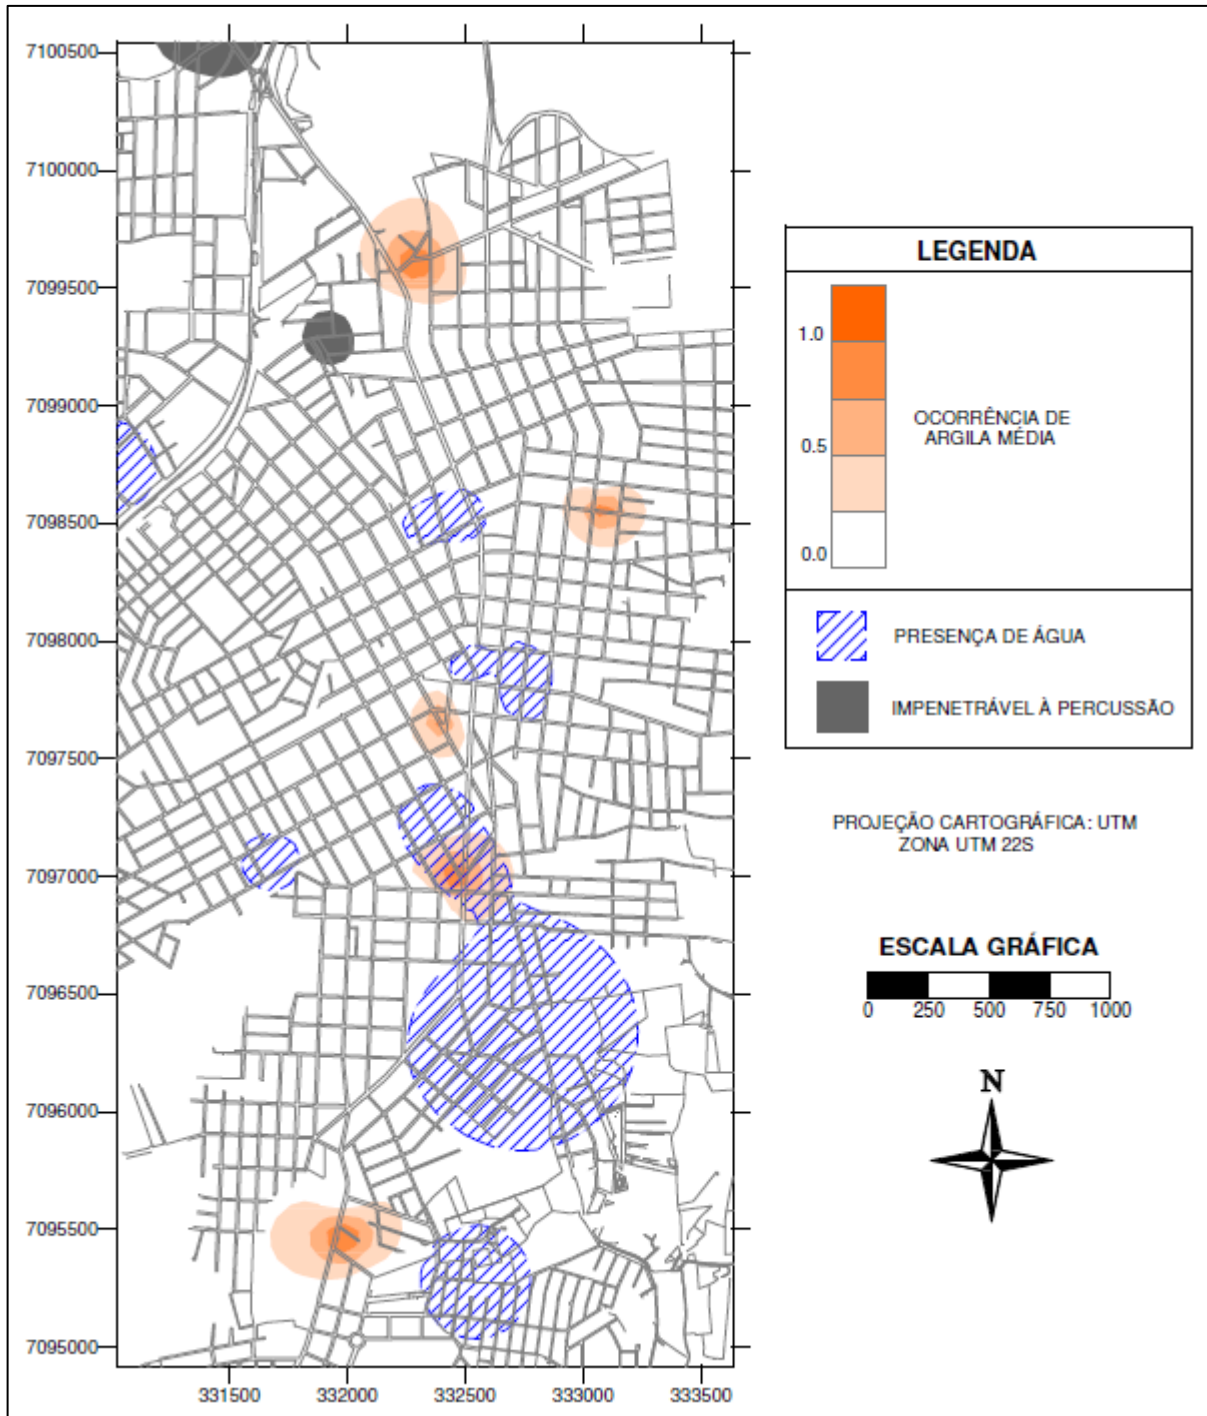 7100500
7100000
7099500
7099000
7098500
7098000
7097500
7097000
7096500
7096000
7095500
7095000
331500 332000 332500 333000 333500
LEGENDA
1.0
0.5
0.0
OCORRÊNCIA DE
ARGILA MÉDIA
PRESENÇA DE ÁGUA
IMPENETRÁVEL À PERCUSSÃO
PROJEÇÃO CARTOGRÁFICA: UTM
ZONA UTM 22S
ESCALA GRÁFICA
0 250 500 750 1000
N